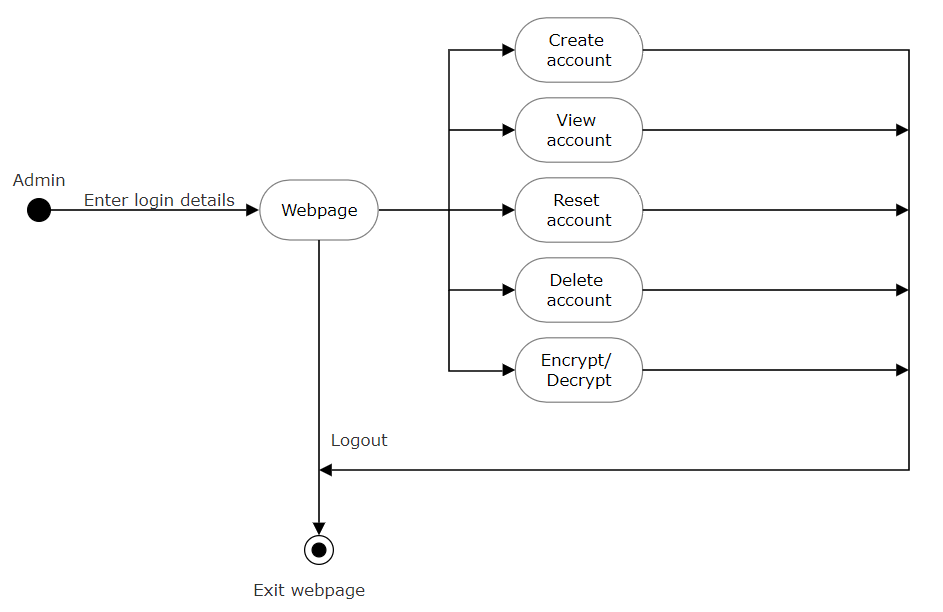 Create
account
View
account
Admin
Enter login details
Webpage
Reset
account
Delete
account
Encrypt/
Decrypt
Logout
Exit webpage